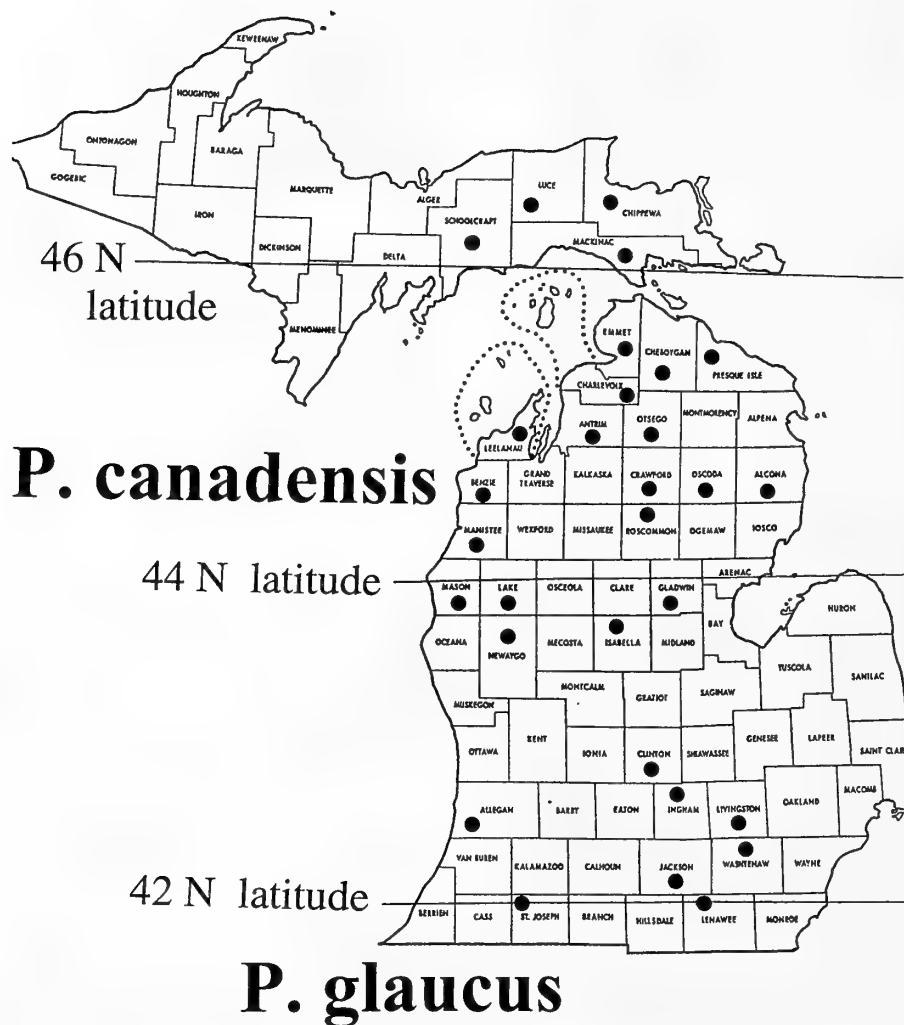 KEWEENAW
HOUGHTON
ONTONAGON
BARAGA
GOGEBIC
MARQUETTE
LUCE
ALGER
CHIPPEWA
IRON
SCHOOLCRAFT
MACKINAC
DICKINSON
DELTA
46 N
latitude
MENOMINEE
EMMET
CHEBOYGAN
PRESQUE ISLE
CHARLEVOIX
ANTRIM
OTSEGO
MONTMORENCY
ALPENA
LEELANAU
P. canadensis
BENZIE
GRAND
TRAVERSE
KALKASKA
CRAWFORD
OSCODA
ALCONA
MANISTEE
WEXFORD
MISSAUKEE
ROSCOMMON
OGEMAW
IOSCO
44 N latitude
ARENAC
MASON
LAKE
OSCEOLA
CLARE
GLADWIN
HURON
BAY
OCEANA
NEWAYGO
MECOSTA
ISABELLA
MIDLAND
TUSCOLA
SANILAC
MONTCALM
GRATIOT
SAGINAW
MUSKEGON
OTTAWA
KENT
IONIA
CLINTON
SHIAWASSEE
GENESEE
LAPEER
SAINT CLAIR
ALLEGAN
BARRY
EATON
INGHAM
LIVINGSTON
OAKLAND
MACOMB
VAN BUREN
KALAMAZOO
CALHOUN
JACKSON
WASHTENAW
WAYNE
42 N latitude
BERRIEN
CASS
ST. JOSEPH
BRANCH
HILLSDALE
LENAWEE
MONROE
P. glaucus